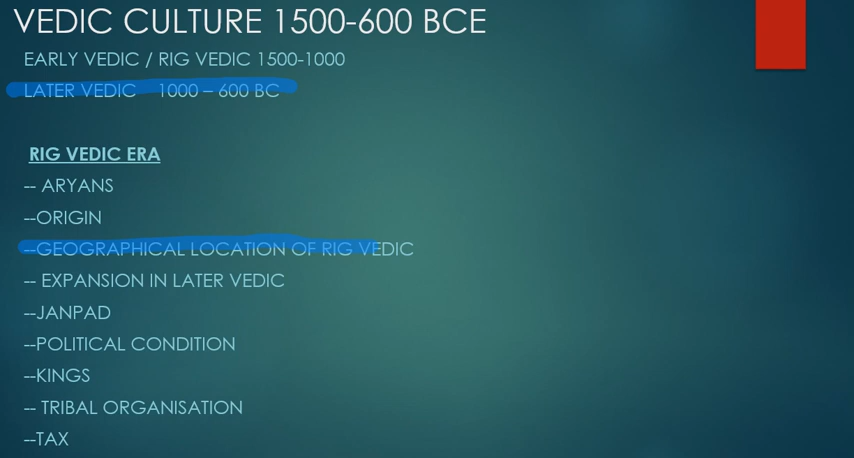 VEDIC CULTURE 1500-600 BCE
EARLY VEDIC / RIG VEDIC 1500-1000
LATER VEDIC 1000 – 600 BC
RIG VEDIC ERA
-- ARYANS
--ORIGIN
--GEOGRAPHICAL LOCATION OF RIG VEDIC
-- EXPANSION IN LATER VEDIC
--JANPAD
--POLITICAL CONDITION
--KINGS
-- TRIBAL ORGANISATION
--TAX